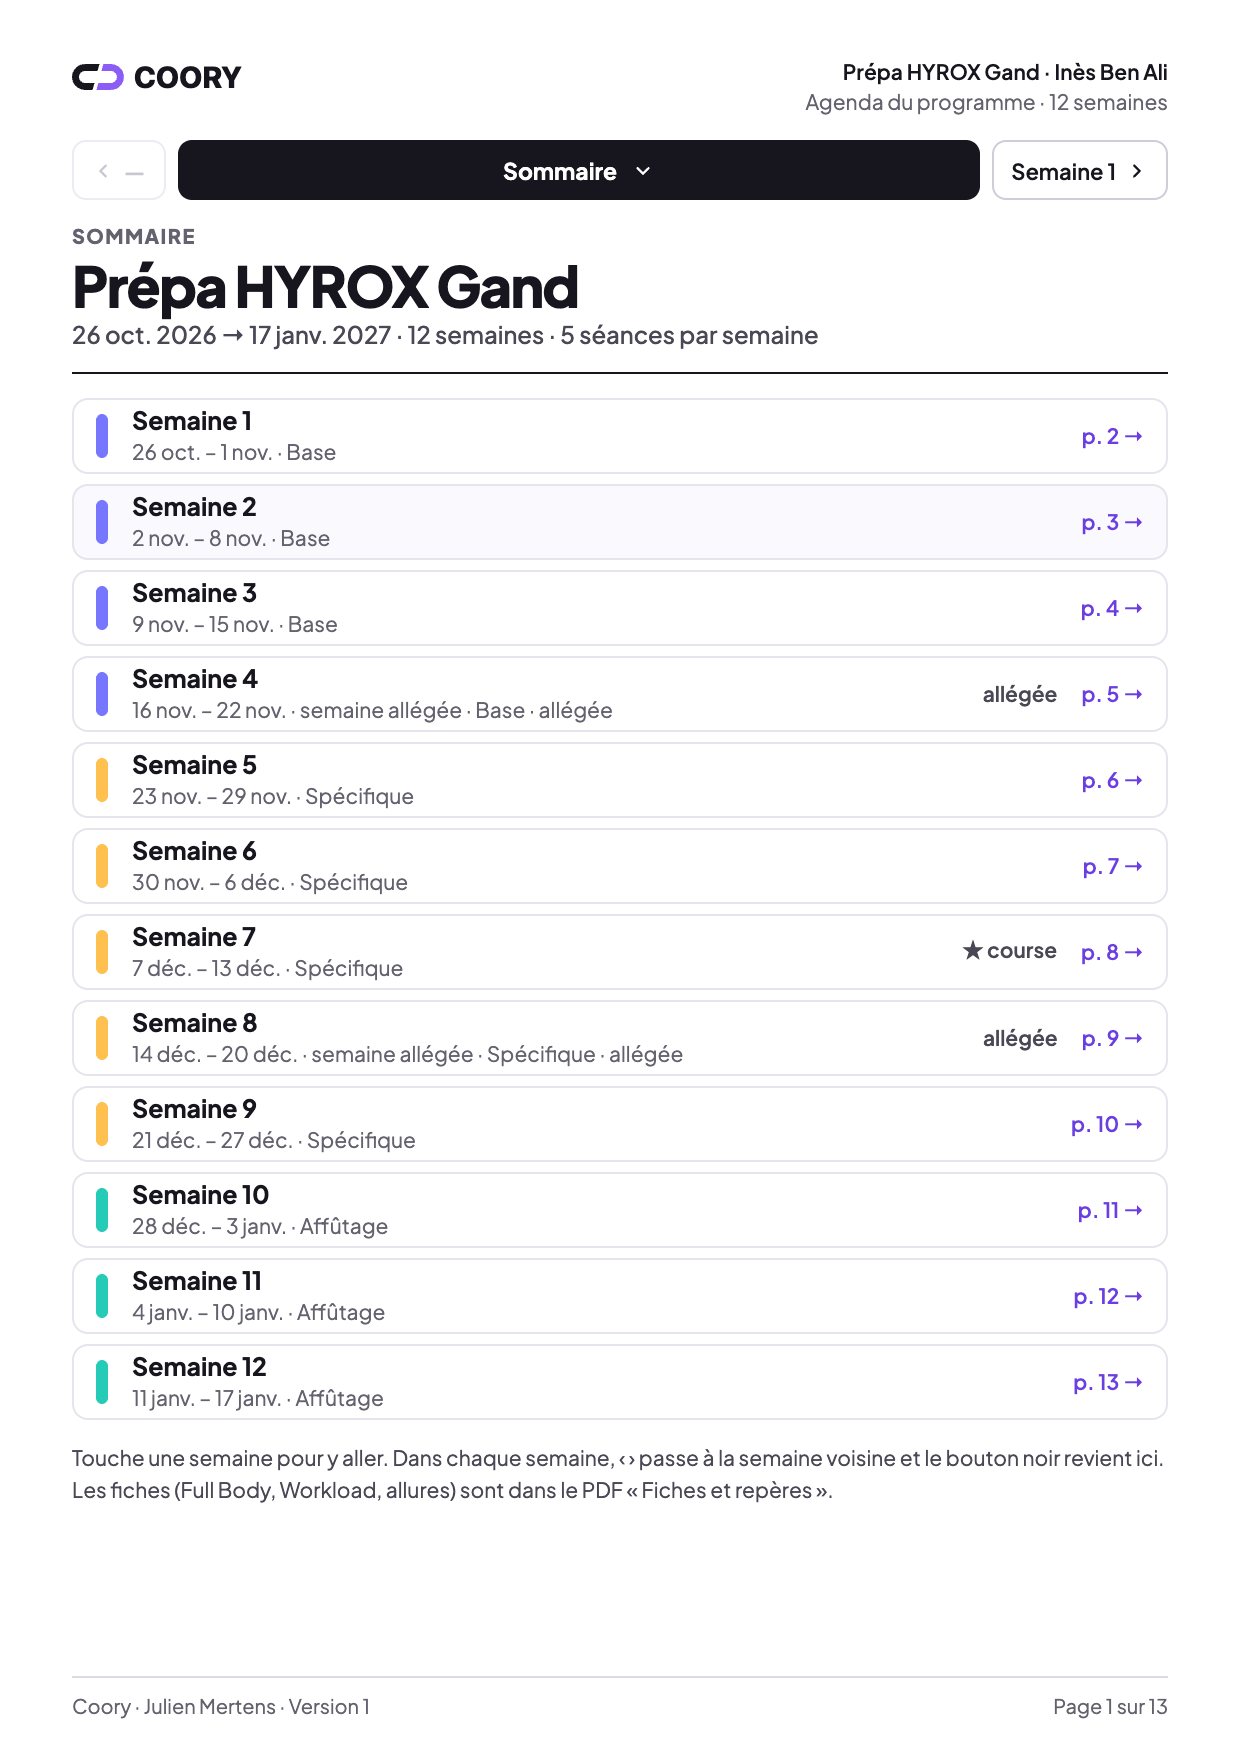 COORY
Prépa HYROX Gand · Inès Ben Ali
Agenda du programme · 12 semaines
‹ —
Sommaire
Semaine 1 ›
SOMMAIRE
Prépa HYROX Gand
26 oct. 2026 → 17 janv. 2027 · 12 semaines · 5 séances par semaine
Semaine 1
26 oct. – 1 nov. · Base
p. 2 →
Semaine 2
2 nov. – 8 nov. · Base
p. 3 →
Semaine 3
9 nov. – 15 nov. · Base
p. 4 →
Semaine 4
16 nov. – 22 nov. · semaine allégée · Base · allégée
allégée p. 5 →
Semaine 5
23 nov. – 29 nov. · Spécifique
p. 6 →
Semaine 6
30 nov. – 6 déc. · Spécifique
p. 7 →
Semaine 7
7 déc. – 13 déc. · Spécifique
★ course p. 8 →
Semaine 8
14 déc. – 20 déc. · semaine allégée · Spécifique · allégée
allégée p. 9 →
Semaine 9
21 déc. – 27 déc. · Spécifique
p. 10 →
Semaine 10
28 déc. – 3 janv. · Affûtage
p. 11 →
Semaine 11
4 janv. – 10 janv. · Affûtage
p. 12 →
Semaine 12
11 janv. – 17 janv. · Affûtage
p. 13 →
Touche une semaine pour y aller. Dans chaque semaine, ‹ › passe à la semaine voisine et le bouton noir revient ici.
Les fiches (Full Body, Workload, allures) sont dans le PDF « Fiches et repères ».
Coory · Julien Mertens · Version 1
Page 1 sur 13